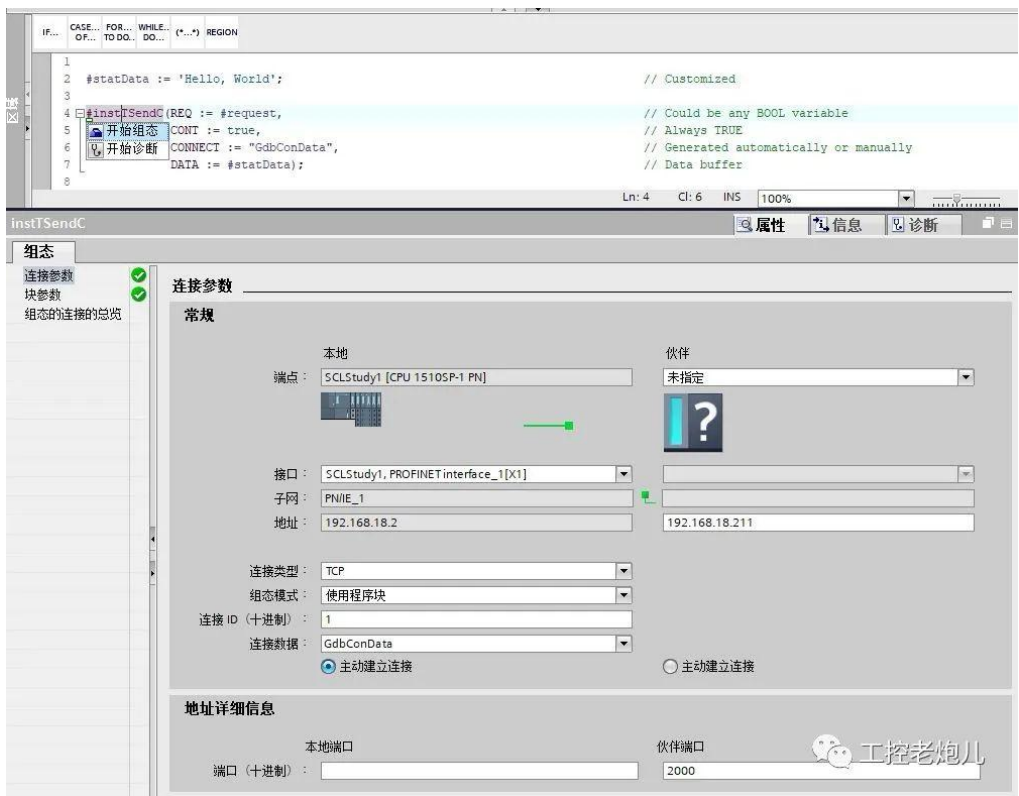 IF... CASE... OF... FOR... TO DO... WHILE... DO... (*...*) REGION
1
2 #statData := 'Hello, World'; // Customized
3
4 #instTSendC(REQ := #request, // Could be any BOOL variable
5 开始组态 CONT := true, // Always TRUE
6 开始诊断 CONNECT := "GdbConData", // Generated automatically or manually
7 DATA := #statData); // Data buffer
8
Ln: 4 Cl: 6 INS 100%
instTSendC 属性 信息 诊断
组态
连接参数
块参数
组态的连接的总览
连接参数
常规
本地 伙伴
端点： SCLStudy1 [CPU 1510SP-1 PN] 未指定
?
接口： SCLStudy1, PROFINET interface_1[X1]
子网： PN/IE_1
地址： 192.168.18.2 192.168.18.211
连接类型： TCP
组态模式： 使用程序块
连接 ID（十进制）： 1
连接数据： GdbConData
主动建立连接 主动建立连接
地址详细信息
本地端口 伙伴端口
端口（十进制）： 2000
工控老炮儿